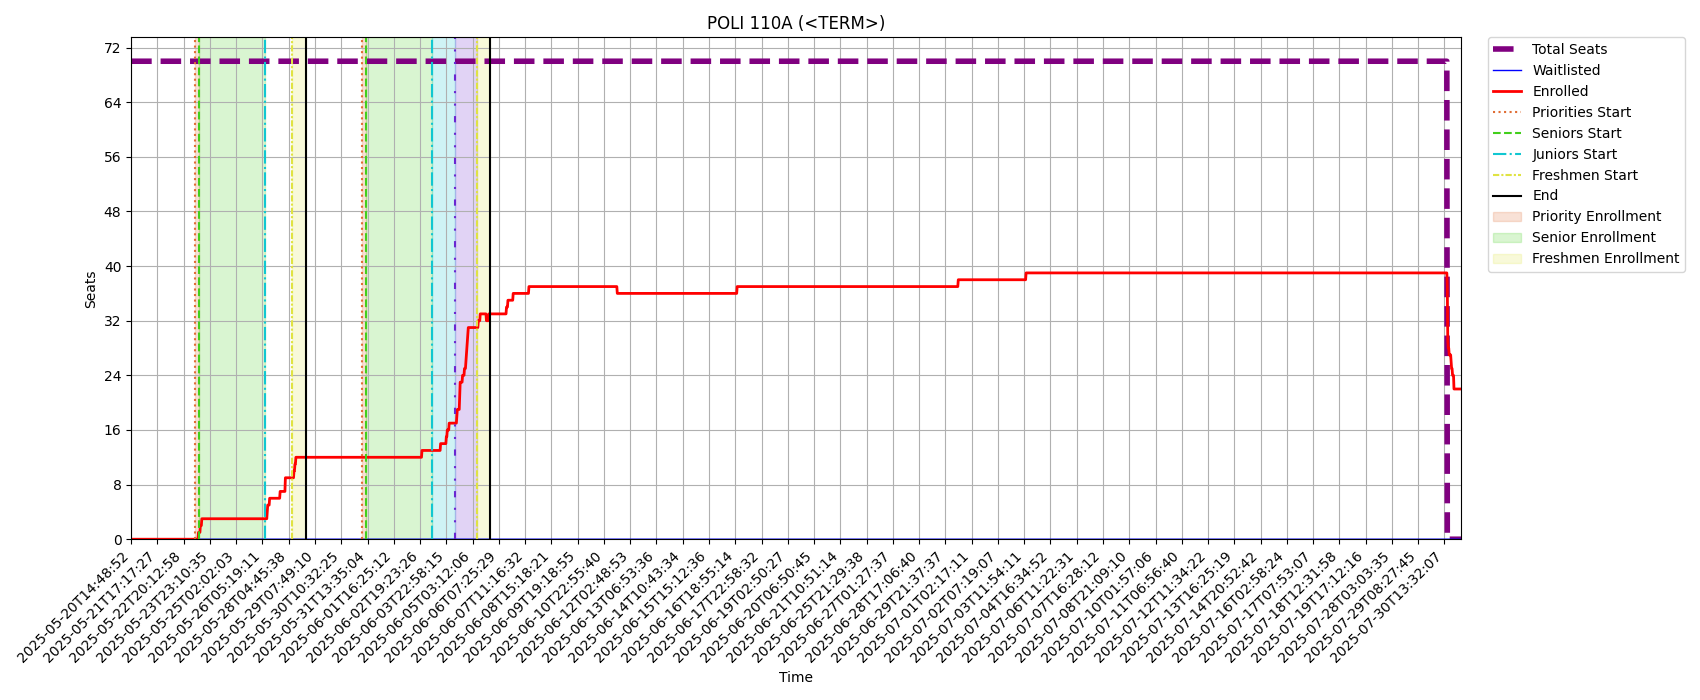 POLI 110A (<TERM>)
Total Seats
Waitlisted
Enrolled
Priorities Start
Seniors Start
Juniors Start
Freshmen Start
End
Priority Enrollment
Senior Enrollment
Freshmen Enrollment
Seats
72
64
56
48
40
32
24
16
8
0
2025-05-20T14:48:52
2025-05-21T17:17:27
2025-05-22T20:12:58
2025-05-23T23:10:35
2025-05-25T02:02:03
2025-05-26T05:19:11
2025-05-28T04:45:38
2025-05-29T07:49:10
2025-05-30T10:32:25
2025-05-31T13:35:04
2025-06-01T16:25:12
2025-06-02T19:23:26
2025-06-03T22:58:15
2025-06-05T03:12:06
2025-06-06T07:25:29
2025-06-07T11:16:32
2025-06-08T15:18:21
2025-06-09T19:18:55
2025-06-10T22:55:40
2025-06-12T02:48:53
2025-06-13T06:53:36
2025-06-14T10:43:34
2025-06-15T15:12:36
2025-06-16T18:55:14
2025-06-17T22:58:32
2025-06-19T02:50:27
2025-06-20T06:50:45
2025-06-21T10:51:14
2025-06-25T21:29:38
2025-06-27T01:27:37
2025-06-28T17:06:40
2025-06-29T21:37:37
2025-07-01T02:17:11
2025-07-02T07:19:07
2025-07-03T11:54:11
2025-07-04T16:34:52
2025-07-06T11:22:31
2025-07-07T16:28:12
2025-07-08T21:09:10
2025-07-10T01:57:06
2025-07-11T06:56:40
2025-07-12T11:34:22
2025-07-13T16:25:19
2025-07-14T20:52:42
2025-07-16T02:58:24
2025-07-17T07:53:07
2025-07-18T12:31:58
2025-07-19T17:12:16
2025-07-28T03:03:35
2025-07-29T08:27:45
2025-07-30T13:32:07
Time